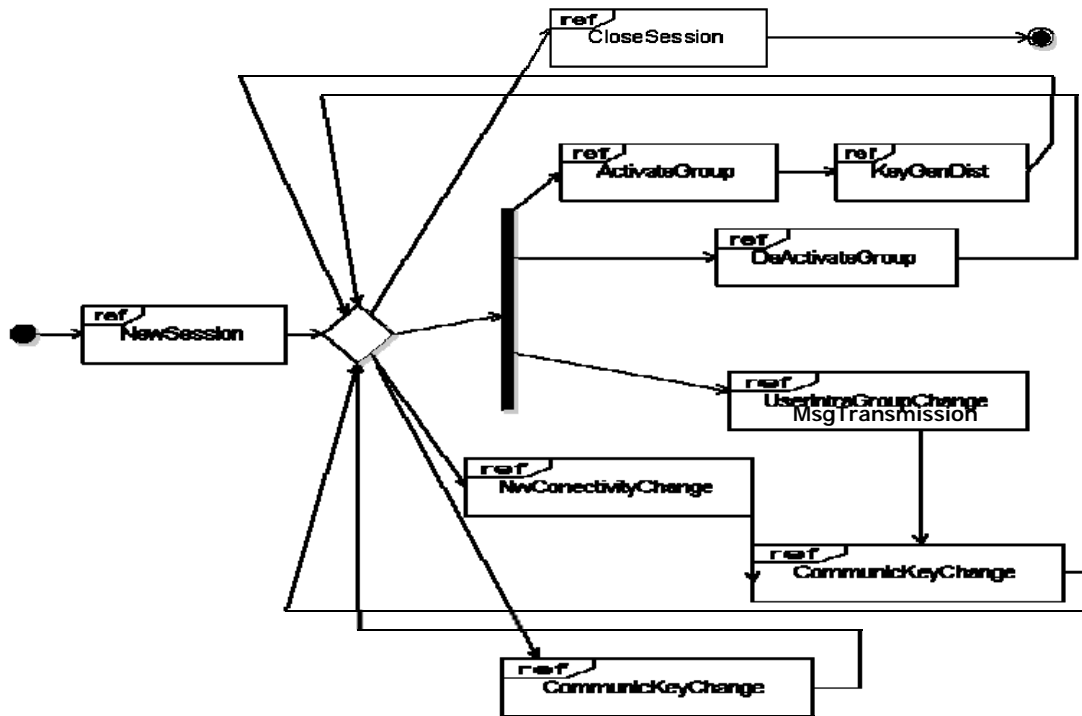 ref
CloseSession
ref
ActivateGroup
ref
KeyGenDist
ref
DeActivateGroup
ref
NewSession
ref
UserIntraGroupChange
MsgTransmission
ref
NwConectivityChange
ref
CommunicKeyChange
ref
CommunicKeyChange